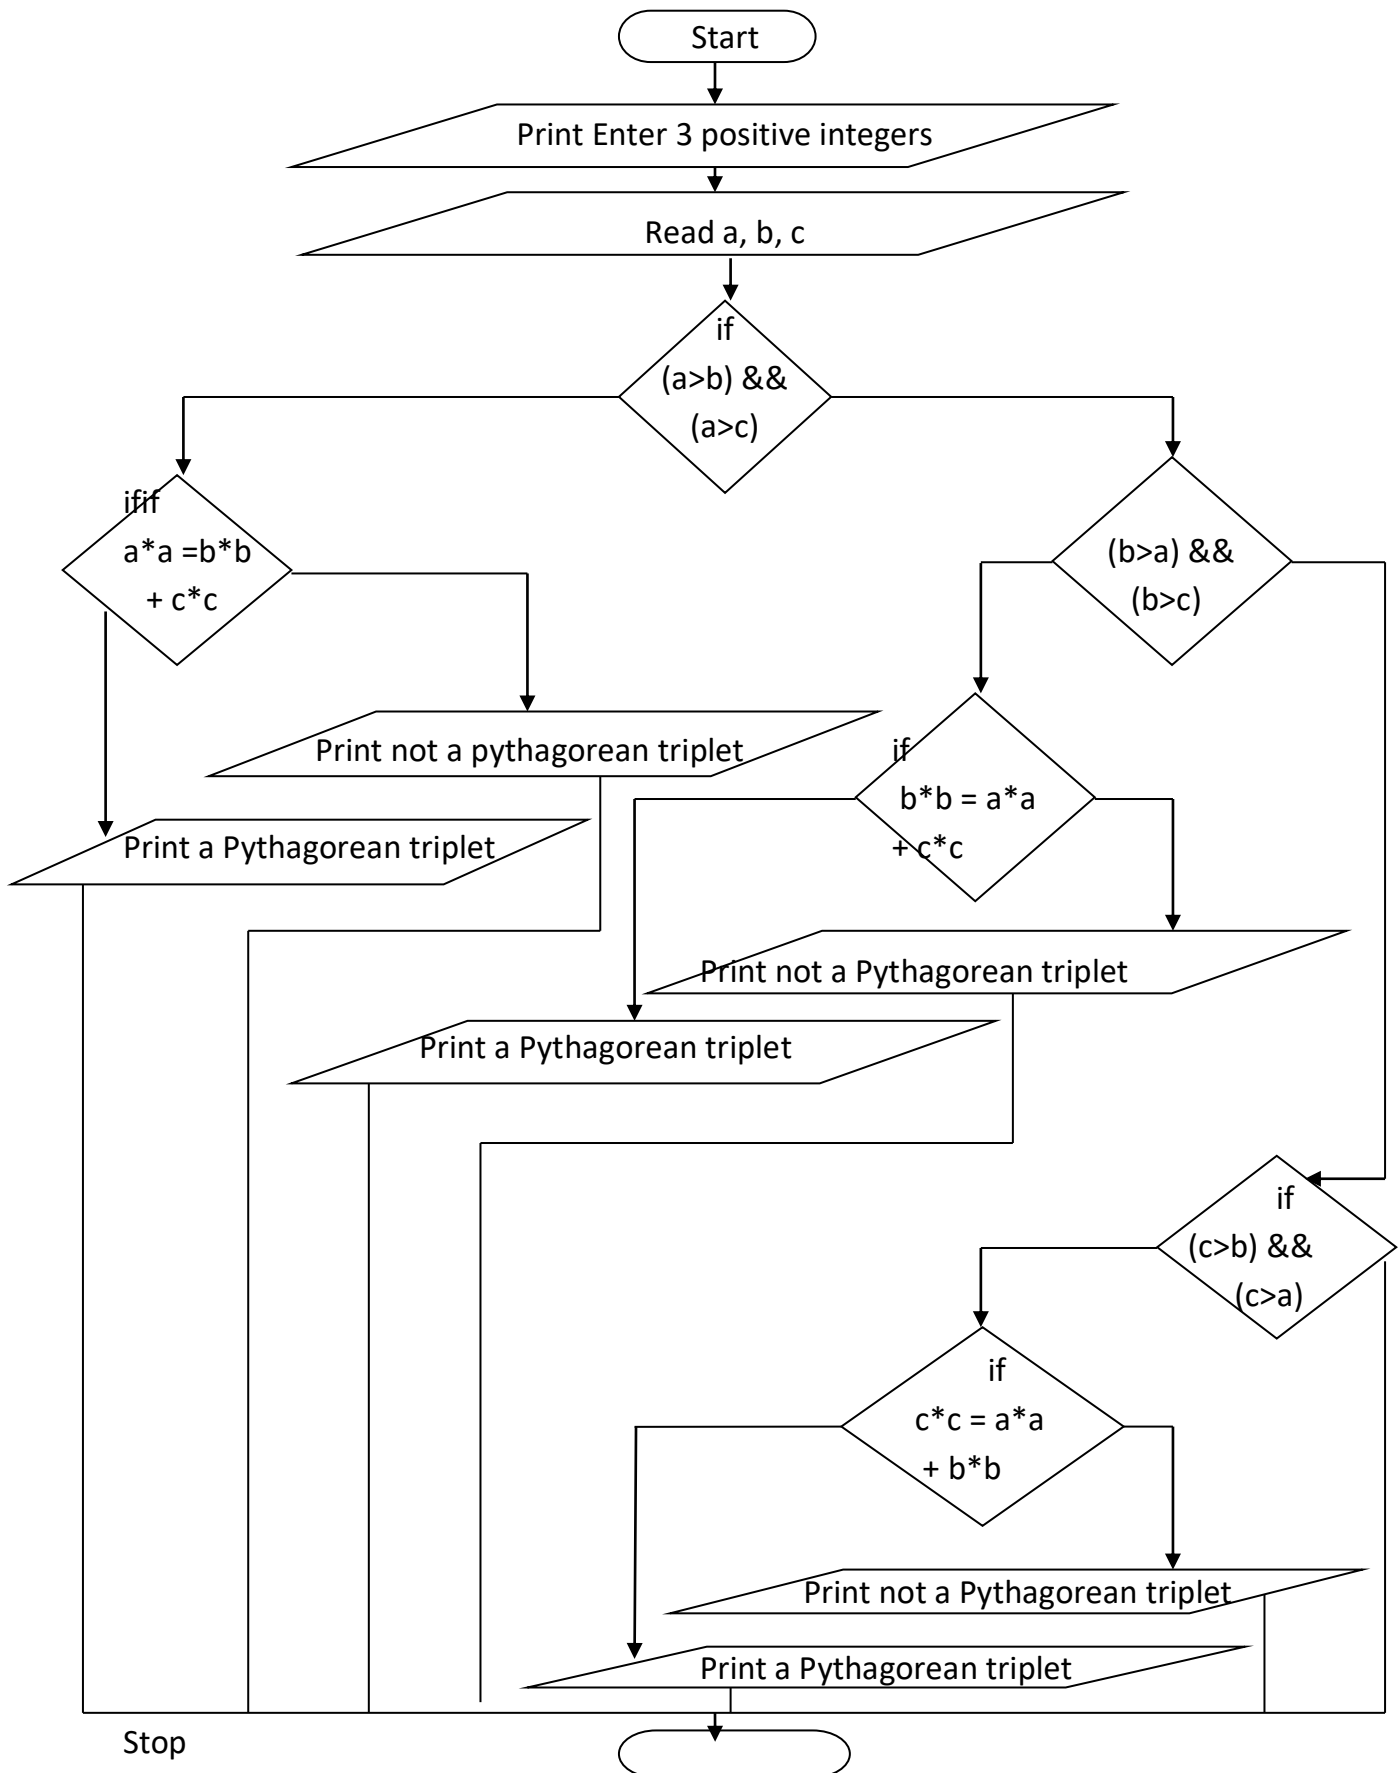 Start
Print Enter 3 positive integers
Read a, b, c
if
(a>b) &&
(a>c)
ifif
a*a =b*b
+ c*c
(b>a) &&
(b>c)
Print not a pythagorean triplet
if
b*b = a*a
+ c*c
Print a Pythagorean triplet
Print not a Pythagorean triplet
Print a Pythagorean triplet
if
(c>b) &&
(c>a)
if
c*c = a*a
+ b*b
Print not a Pythagorean triplet
Print a Pythagorean triplet
Stop